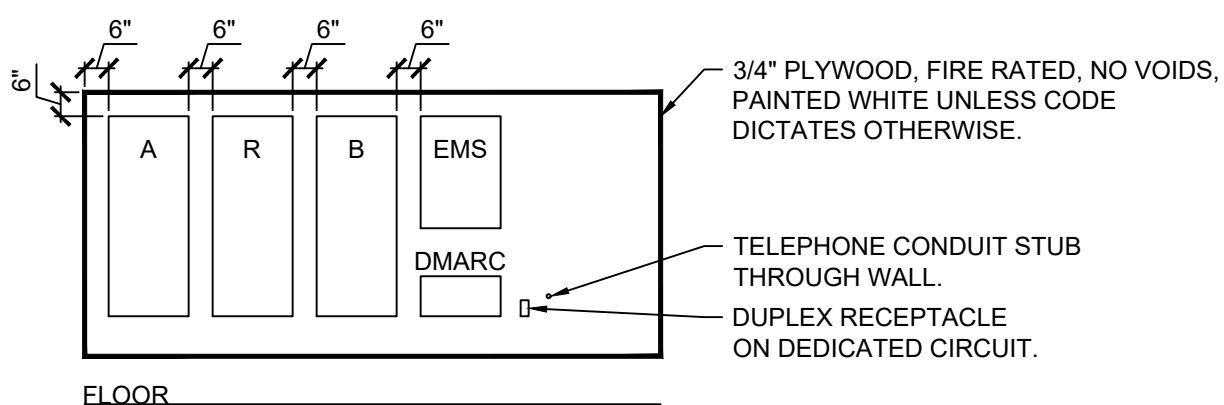 6" 6" 6" 6"
6"
3/4" PLYWOOD, FIRE RATED, NO VOIDS,
PAINTED WHITE UNLESS CODE
DICTATES OTHERWISE.
A R B EMS
DMARC
TELEPHONE CONDUIT STUB
THROUGH WALL.
DUPLEX RECEPTACLE
ON DEDICATED CIRCUIT.
FLOOR